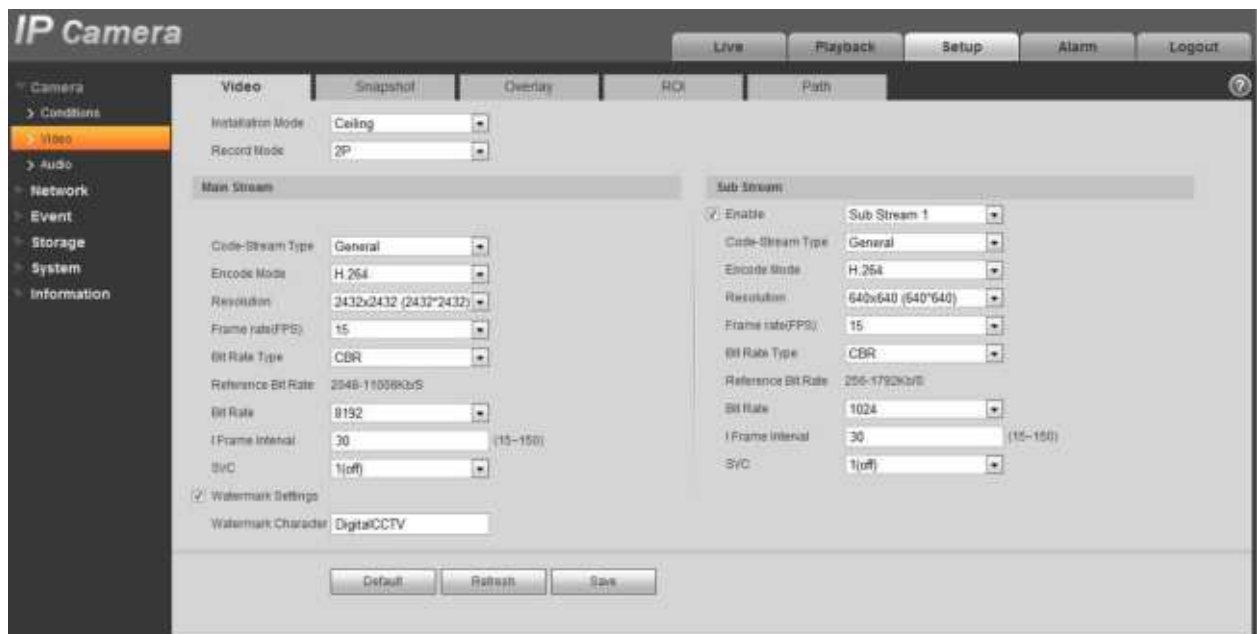 IP Camera
Live Playback Setup Alarm Logout
Camera
Conditions
Video
Audio
Network
Event
Storage
System
Information
Video Snapshot Overlay ROI Path
?
Installation Mode Ceiling
Record Mode 2P
Main Stream
Code-Stream Type General
Encode Mode H.264
Resolution 2432x2432 (2432*2432)
Frame rate(FPS) 15
Bit Rate Type CBR
Reference Bit Rate 2048-11008Kb/S
Bit Rate 8192
I Frame Interval 30 (15~150)
SVC 1(off)
Watermark Settings
Watermark Character DigitalCCTV
Sub Stream
Enable Sub Stream 1
Code-Stream Type General
Encode Mode H.264
Resolution 640x640 (640*640)
Frame rate(FPS) 15
Bit Rate Type CBR
Reference Bit Rate 256-1792Kb/S
Bit Rate 1024
I Frame Interval 30 (15~150)
SVC 1(off)
Default Refresh Save